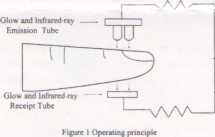 Glow and Infrared-ray
Emission Tube
Glow and Infrared-ray
Receipt Tube
Figure 1 Operating principle